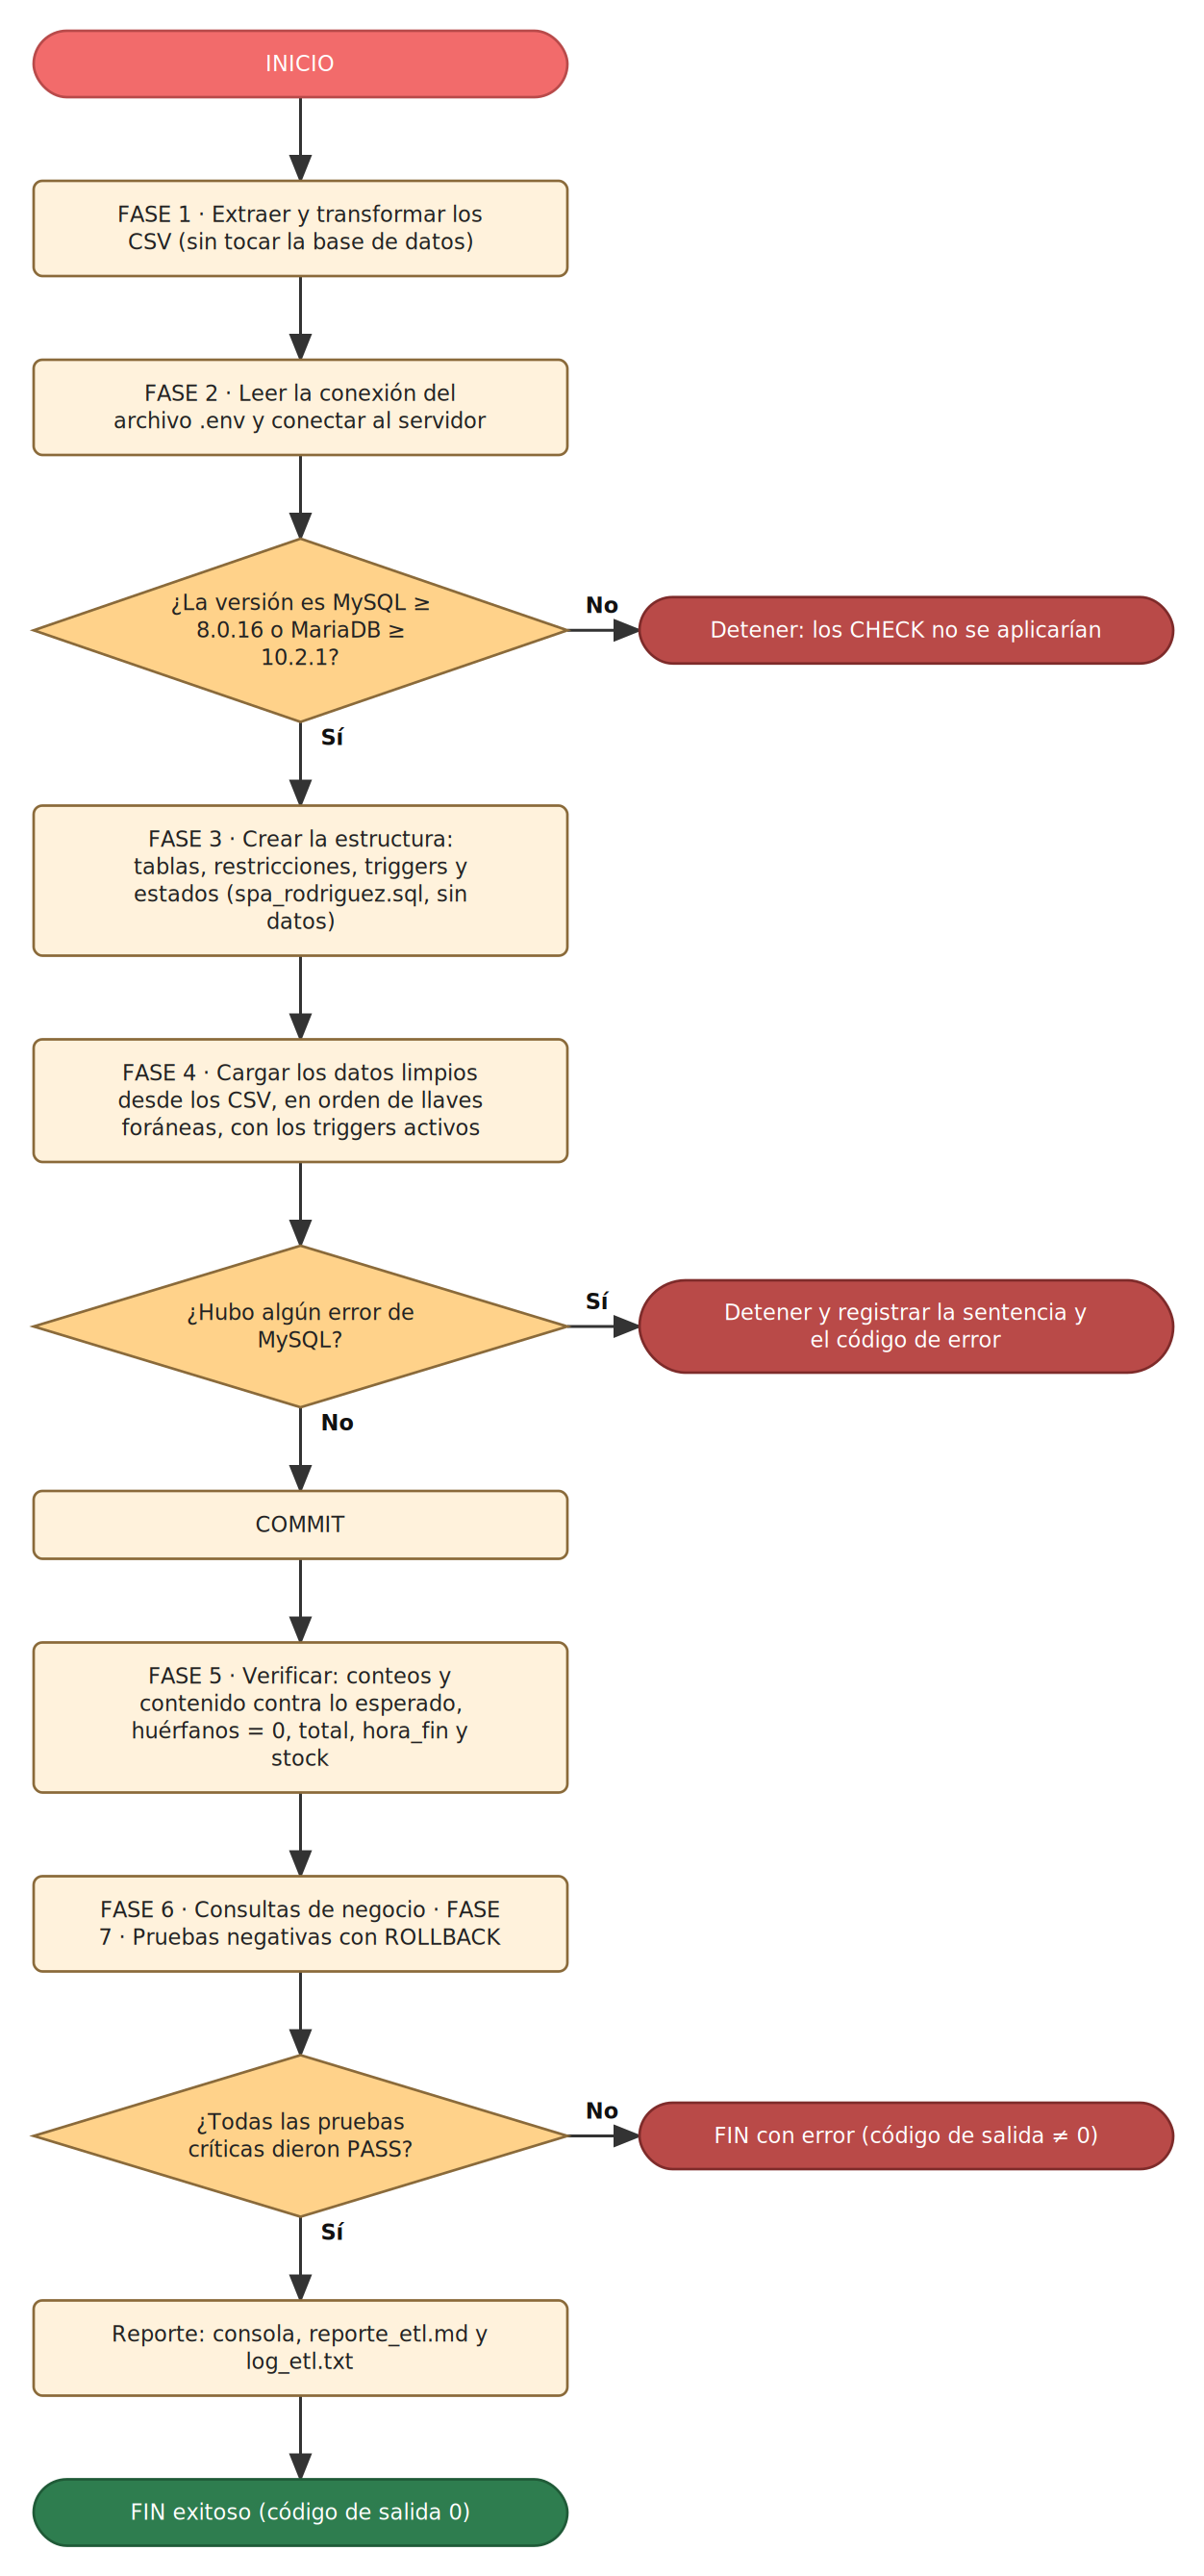 INICIO
FASE 1 · Extraer y transformar los
CSV (sin tocar la base de datos)
FASE 2 · Leer la conexión del
archivo .env y conectar al servidor
¿La versión es MySQL ≥
8.0.16 o MariaDB ≥
10.2.1?
No
Detener: los CHECK no se aplicarían
Sí
FASE 3 · Crear la estructura:
tablas, restricciones, triggers y
estados (spa_rodriguez.sql, sin
datos)
FASE 4 · Cargar los datos limpios
desde los CSV, en orden de llaves
foráneas, con los triggers activos
¿Hubo algún error de
MySQL?
Sí
Detener y registrar la sentencia y
el código de error
No
COMMIT
FASE 5 · Verificar: conteos y
contenido contra lo esperado,
huérfanos = 0, total, hora_fin y
stock
FASE 6 · Consultas de negocio · FASE
7 · Pruebas negativas con ROLLBACK
¿Todas las pruebas
críticas dieron PASS?
No
FIN con error (código de salida ≠ 0)
Sí
Reporte: consola, reporte_etl.md y
log_etl.txt
FIN exitoso (código de salida 0)